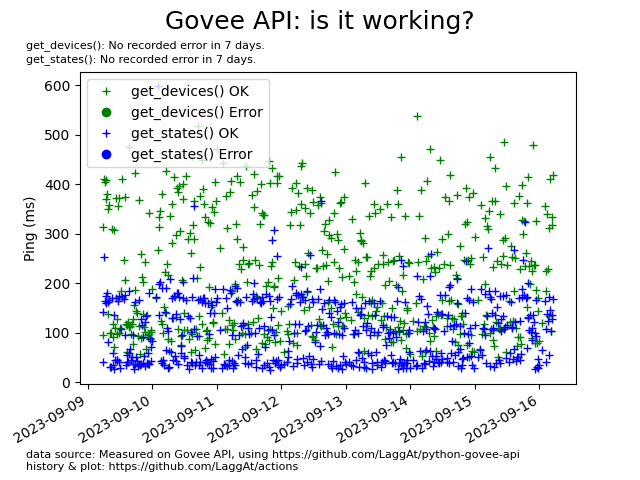 Govee API: is it working?
get_devices(): No recorded error in 7 days.
get_states(): No recorded error in 7 days.
get_devices() OK
get_devices() Error
get_states() OK
get_states() Error
Ping (ms)
600
500
400
300
200
100
0
2023-09-09
2023-09-10
2023-09-11
2023-09-12
2023-09-13
2023-09-14
2023-09-15
2023-09-16
data source: Measured on Govee API, using https://github.com/LaggAt/python-govee-api
history & plot: https://github.com/LaggAt/actions